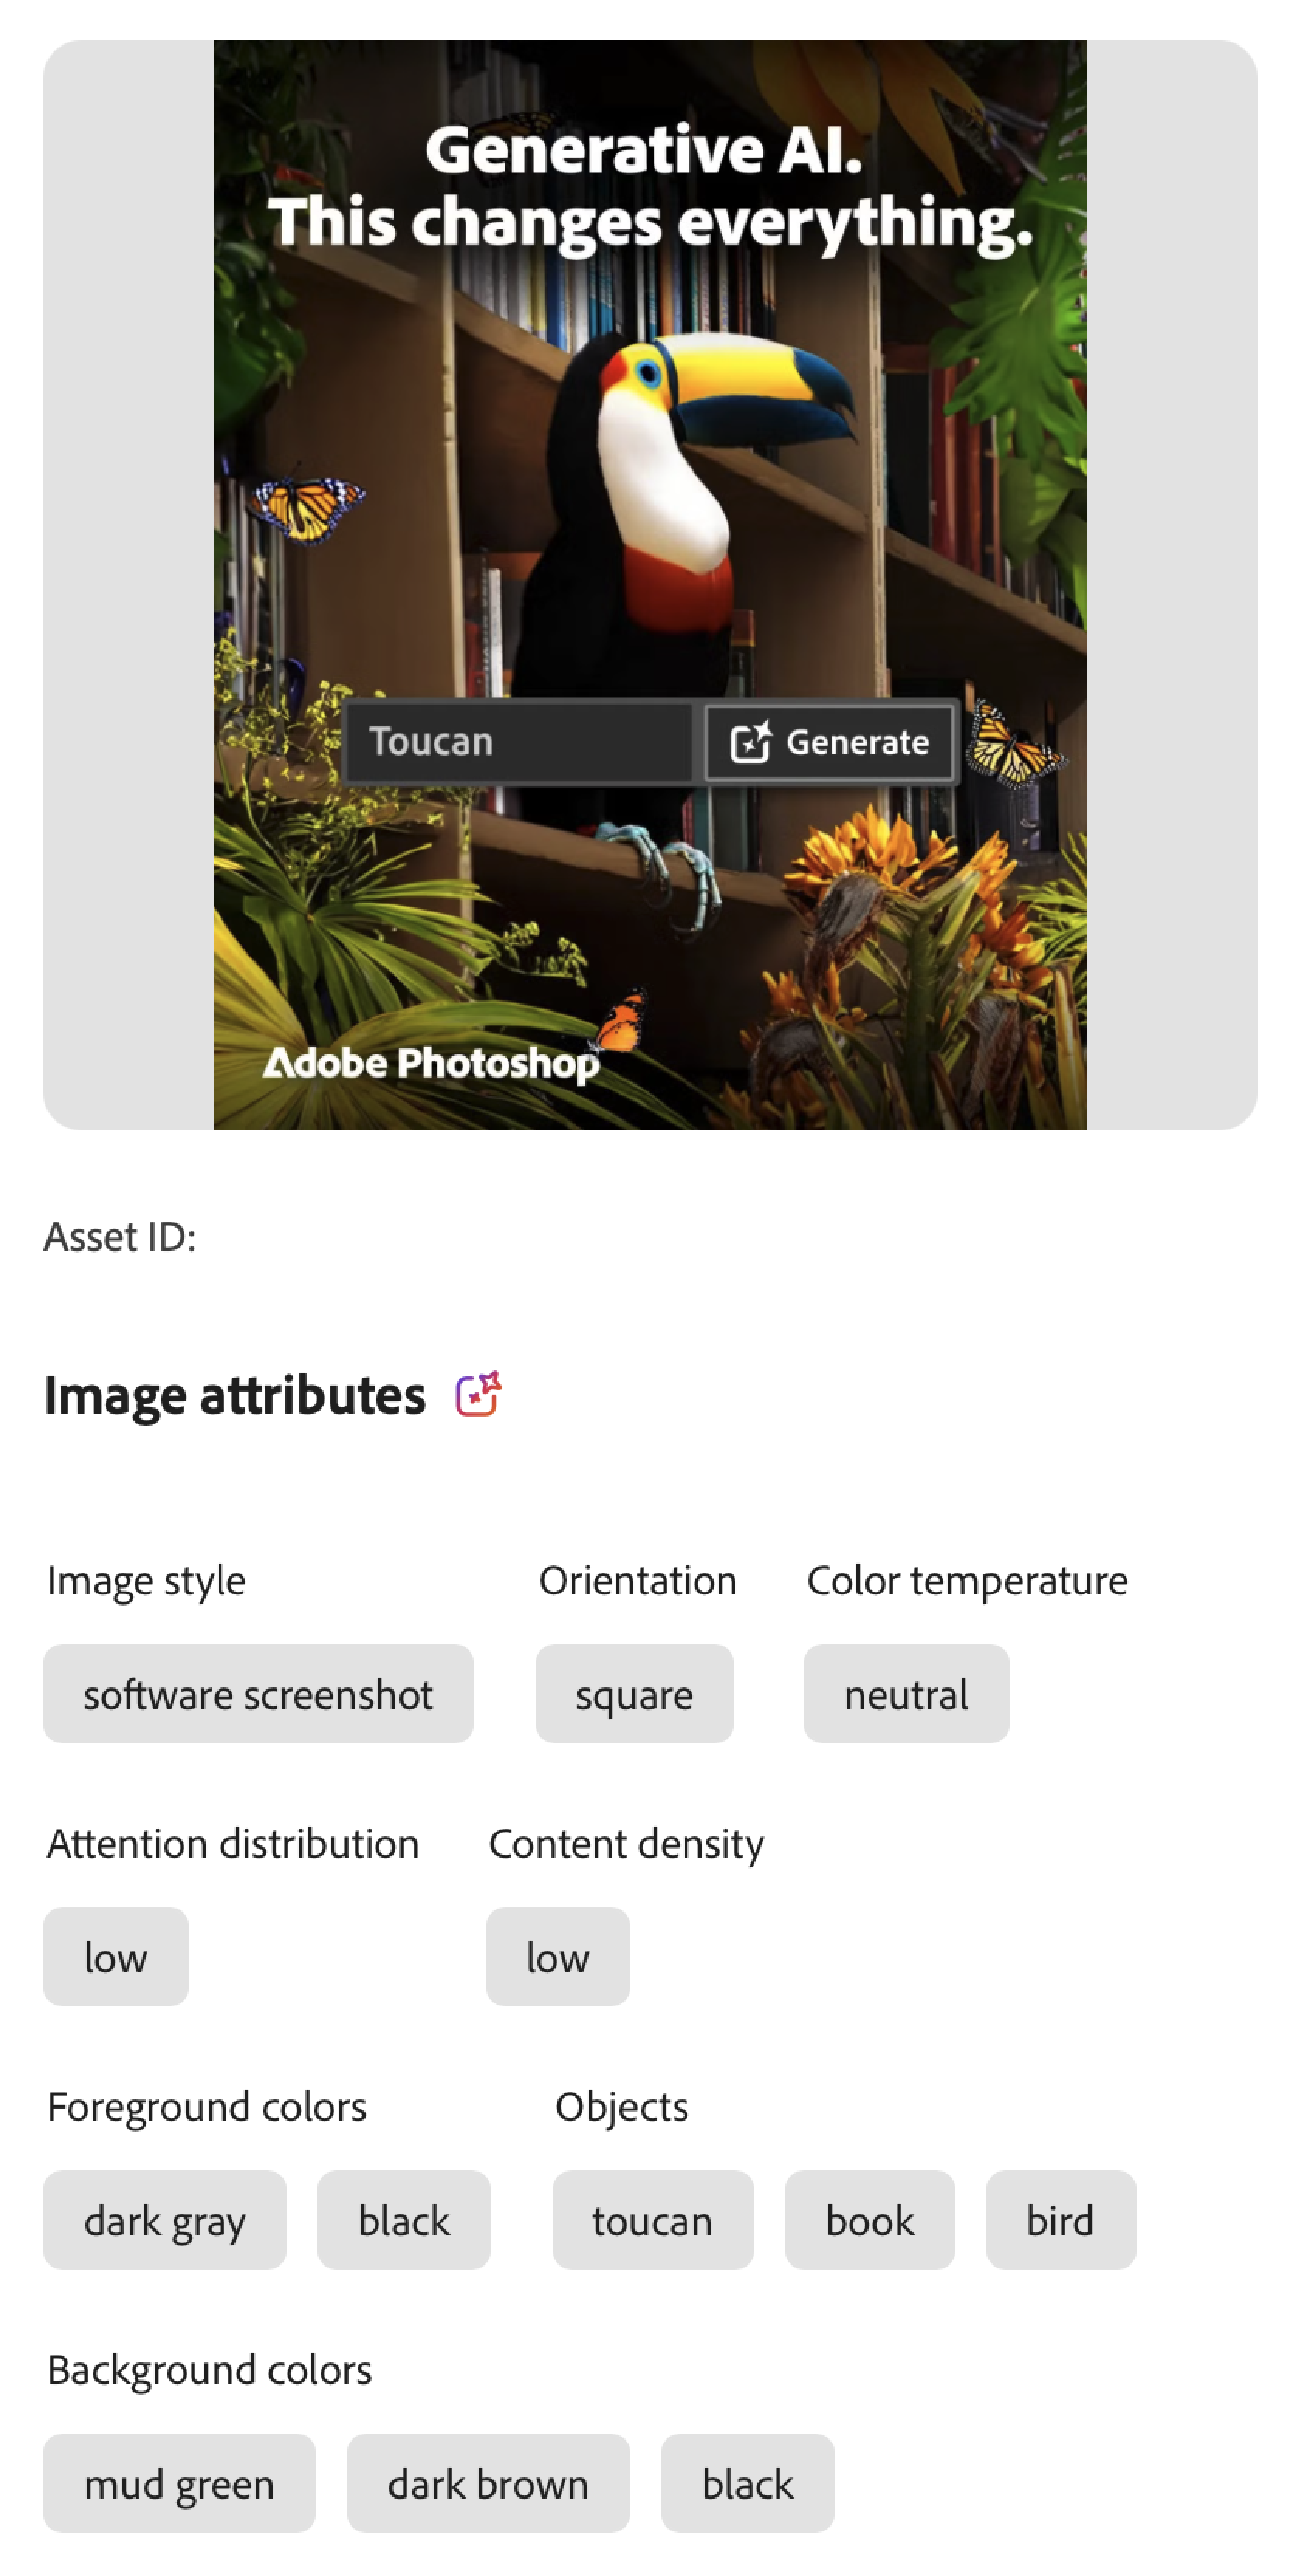 Generative AI.
This changes everything.
Toucan
Generate
Adobe Photoshop
Asset ID:
Image attributes
Image style
Orientation
Color temperature
software screenshot
square
neutral
Attention distribution
Content density
low
low
Foreground colors
Objects
dark gray
black
toucan
book
bird
Background colors
mud green
dark brown
black